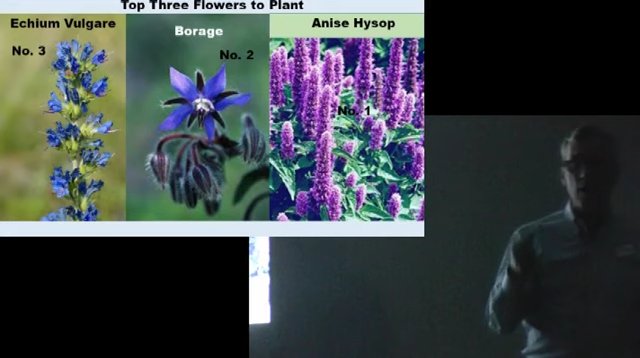 Top Three Flowers to Plant
Echium Vulgare
No. 3
Borage
No. 2
Anise Hysop
No. 1